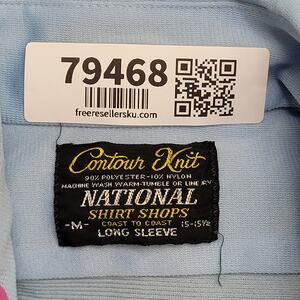 79468
freeresellersku.com
Contour Knit
90% POLYESTER-10% NYLON
MACHINE WASH WARM-TUMBLE OR LINE DRY
NATIONAL
SHIRT SHOPS
-M- COAST TO COAST 15-15½
LONG SLEEVE